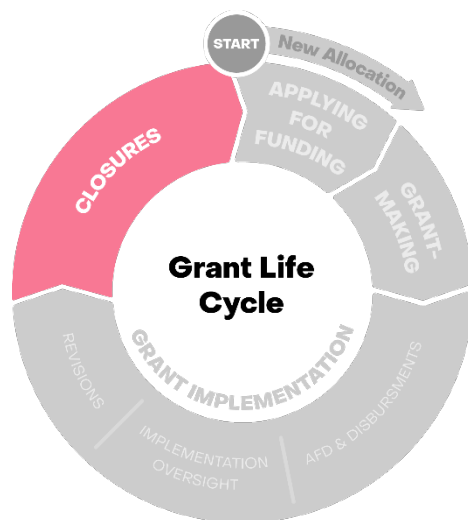 START
New Allocation
APPLYING
FOR
FUNDING
GRANT-
MAKING
CLOSURES
Grant Life
Cycle
GRANT IMPLEMENTATION
REVISIONS
IMPLEMENTATION
OVERSIGHT
AFD & DISBURSMENTS